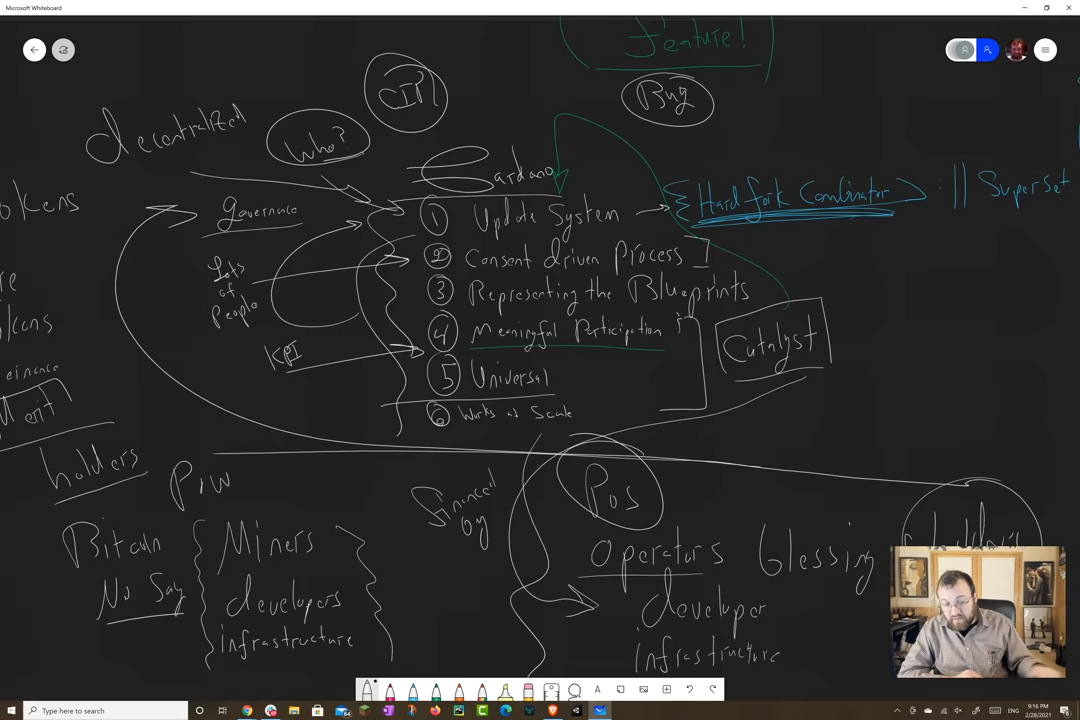 Microsoft Whiteboard
Feature!
CIP
Bug
decentralized
Who?
Cardano
okens
governance
① Update System
Hard fork Combinator
|| SuperSet
② Consent driven Process
Lots
of
People
③ Representing the Blueprints
④ Meaningful Participation
Catalyst
KPI
⑤ Universal
⑥ Works at Scale
Merit
holders
Pow
financed
by
Pos
Bitcoin
No Say
Miners
developers
infrastructure
Operators blessing
developer
infrastructure
Type here to search
64
ENG
9:16 PM
2/28/2021